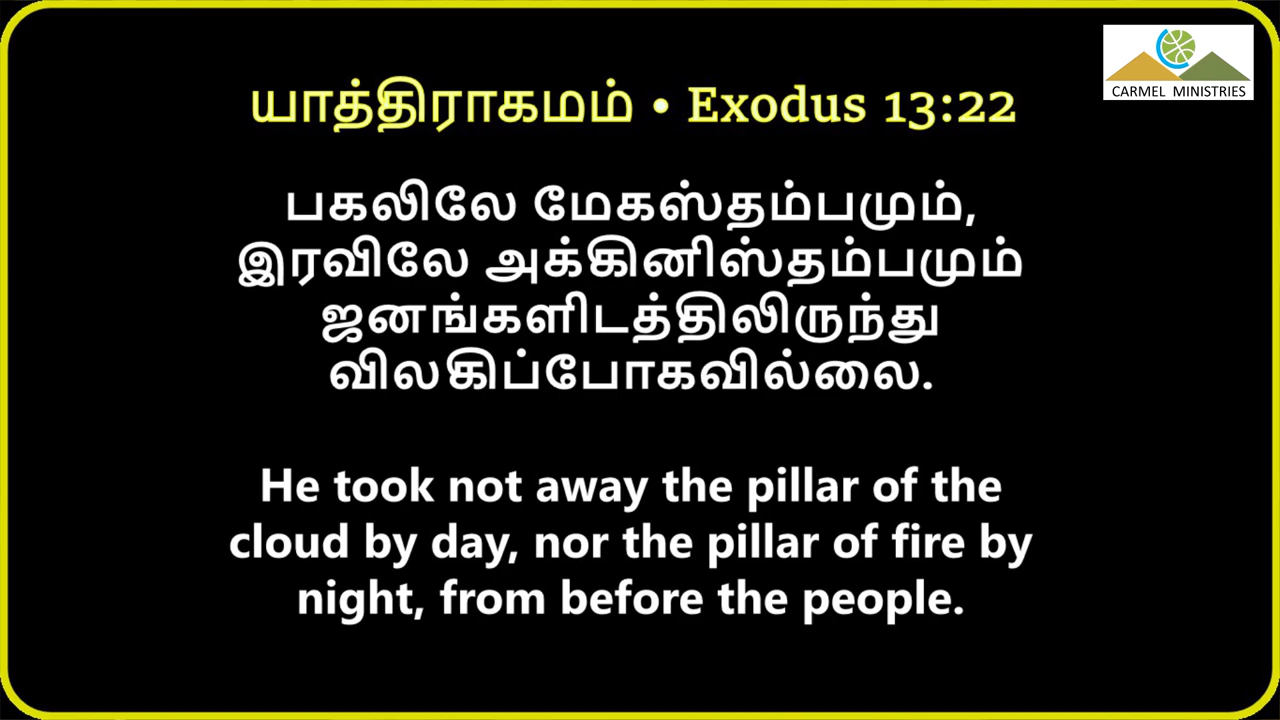 CARMEL MINISTRIES
யாத்திராகமம் • Exodus 13:22
பகலிலே மேகஸ்தம்பமும்,
இரவிலே அக்கினிஸ்தம்பமும்
ஜனங்களிடத்திலிருந்து
விலகிப்போகவில்லை.
He took not away the pillar of the
cloud by day, nor the pillar of fire by
night, from before the people.